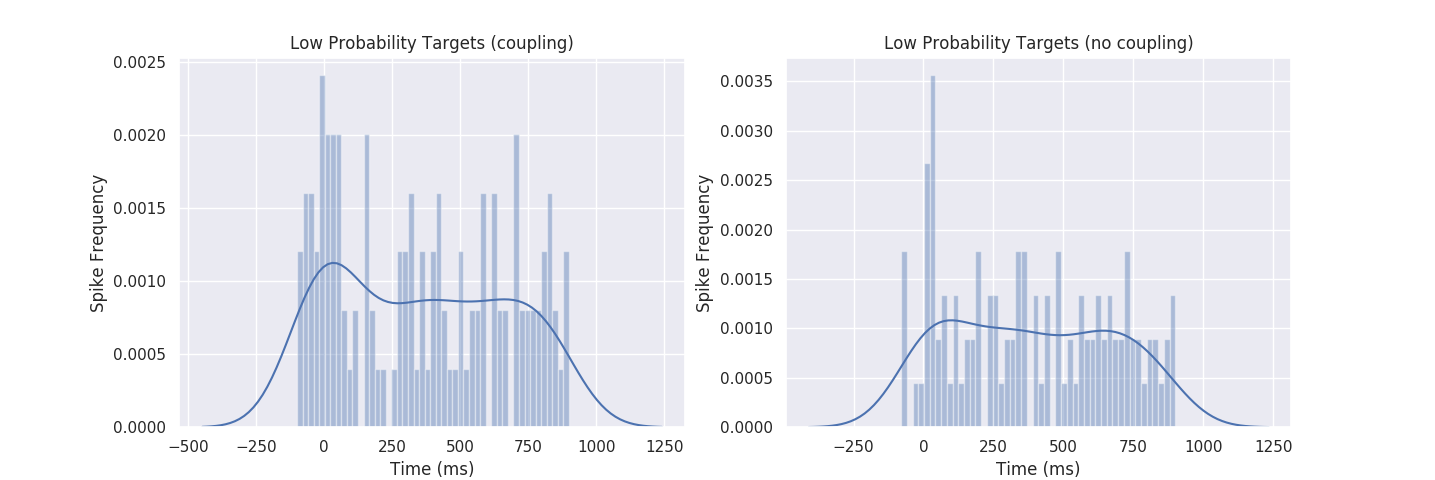 Low Probability Targets (coupling)
0.0025
0.0020
0.0015
0.0010
0.0005
0.0000
Spike Frequency
−500 −250 0 250 500 750 1000 1250
Time (ms)
Low Probability Targets (no coupling)
0.0035
0.0030
0.0025
0.0020
0.0015
0.0010
0.0005
0.0000
Spike Frequency
−250 0 250 500 750 1000 1250
Time (ms)